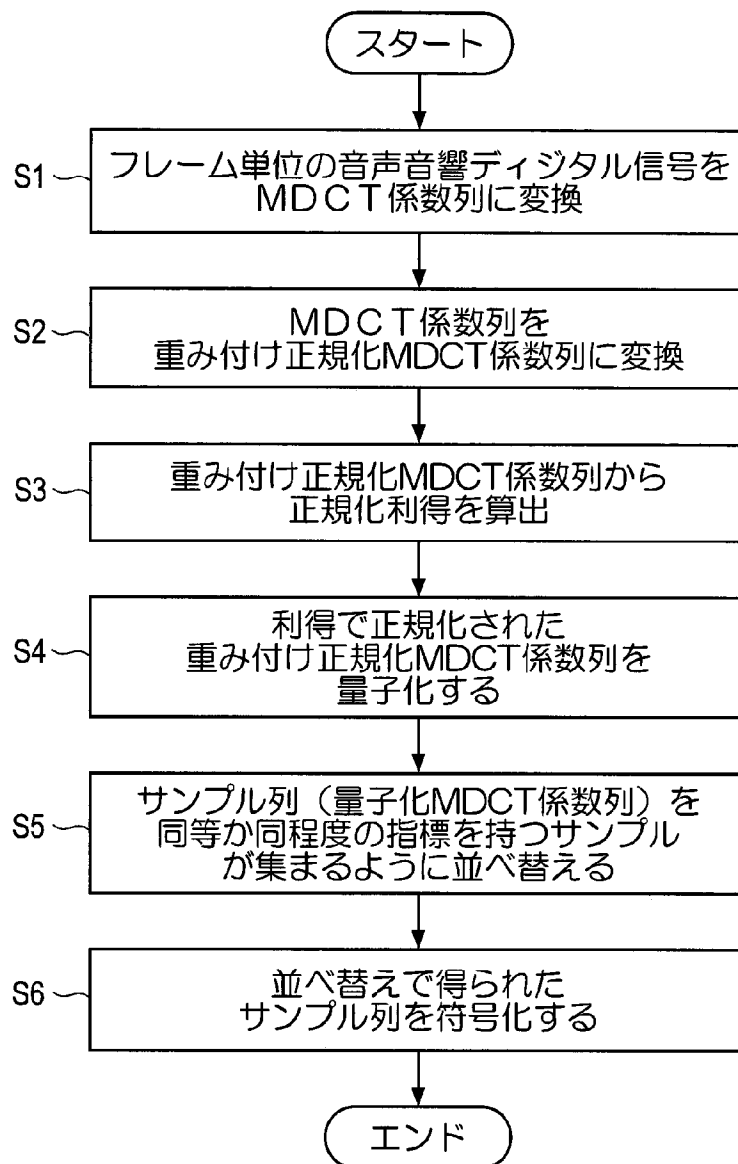 スタート
S1
フレーム単位の音声音響ディジタル信号を
MDCT係数列に変換
S2
MDCT係数列を
重み付け正規化MDCT係数列に変換
S3
重み付け正規化MDCT係数列から
正規化利得を算出
S4
利得で正規化された
重み付け正規化MDCT係数列を
量子化する
S5
サンプル列（量子化MDCT係数列）を
同等か同程度の指標を持つサンプル
が集まるように並べ替える
S6
並べ替えで得られた
サンプル列を符号化する
エンド